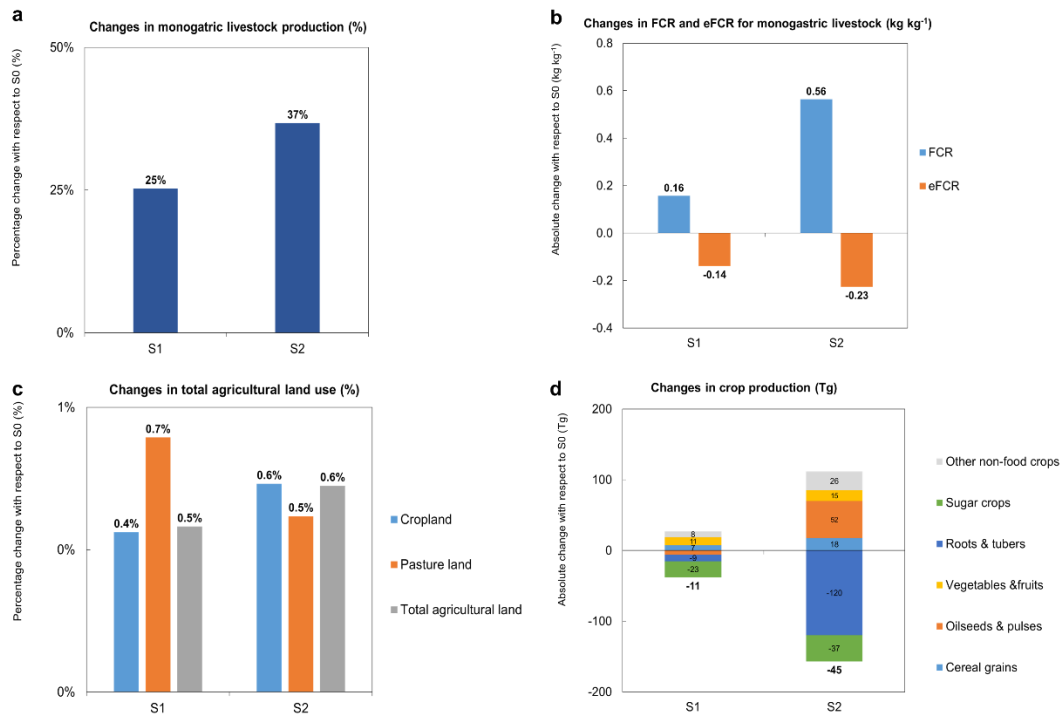 a
Changes in monogatric livestock production (%)
Percentage change with respect to S0 (%)
50%
25%
0%
25%
37%
S1
S2
b
Changes in FCR and eFCR for monogastric livestock (kg kg⁻¹)
Absolute change with respect to S0 (kg kg⁻¹)
0.8
0.6
0.4
0.2
0.0
-0.2
-0.4
0.16
-0.14
0.56
-0.23
S1
S2
FCR
eFCR
c
Changes in total agricultural land use (%)
Percentage change with respect to S0 (%)
1%
0%
0%
0.4%
0.7%
0.5%
0.6%
0.5%
0.6%
S1
S2
Cropland
Pasture land
Total agricultural land
d
Changes in crop production (Tg)
Absolute change with respect to S0 (Tg)
200
100
0
-100
-200
8
11
7
-9
-23
-11
26
15
52
18
-120
-37
-45
S1
S2
Other non-food crops
Sugar crops
Roots & tubers
Vegetables &fruits
Oilseeds & pulses
Cereal grains